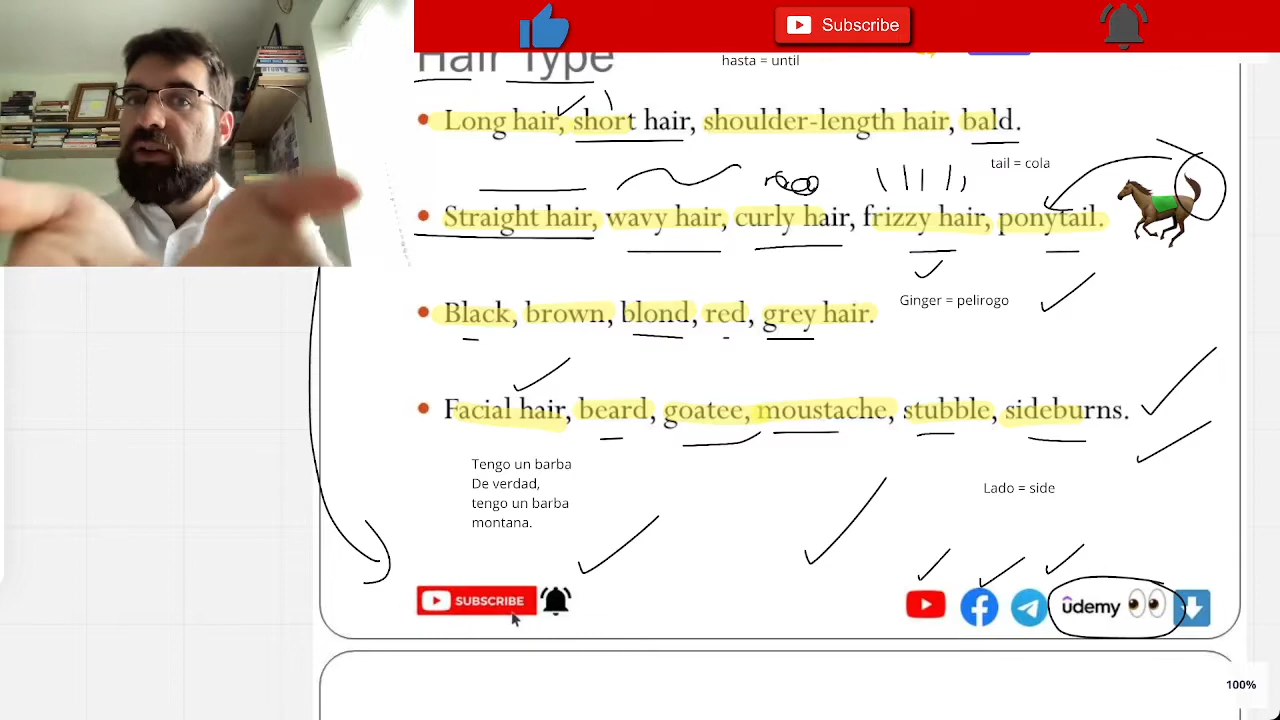 Subscribe
Hair Type
hasta = until
Long hair, short hair, shoulder-length hair, bald.
tail = cola
Straight hair, wavy hair, curly hair, frizzy hair, ponytail.
Ginger = pelirogo
Black, brown, blond, red, grey hair.
Facial hair, beard, goatee, moustache, stubble, sideburns.
Tengo un barba
De verdad,
tengo un barba
montana.
Lado = side
SUBSCRIBE
udemy
100%